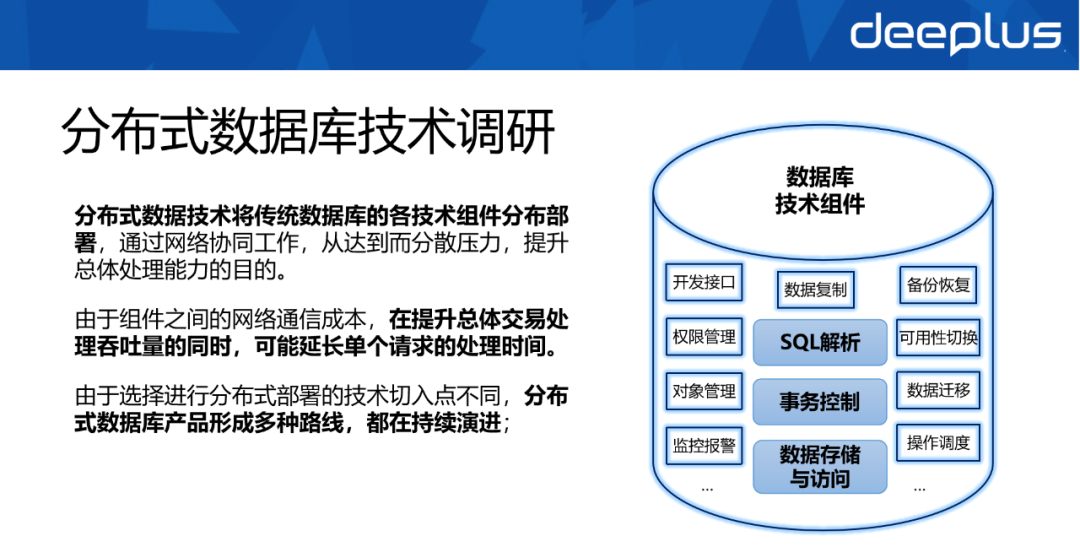 deeplus
分布式数据库技术调研
分布式数据技术将传统数据库的各技术组件分布部
署，通过网络协同工作，从达到而分散压力，提升
总体处理能力的目的。
由于组件之间的网络通信成本，在提升总体交易处
理吞吐量的同时，可能延长单个请求的处理时间。
由于选择进行分布式部署的技术切入点不同，分布
式数据库产品形成多种路线，都在持续演进；
数据库
技术组件
开发接口
数据复制
备份恢复
权限管理
SQL解析
可用性切换
对象管理
事务控制
数据迁移
监控报警
数据存储
与访问
操作调度
...
...